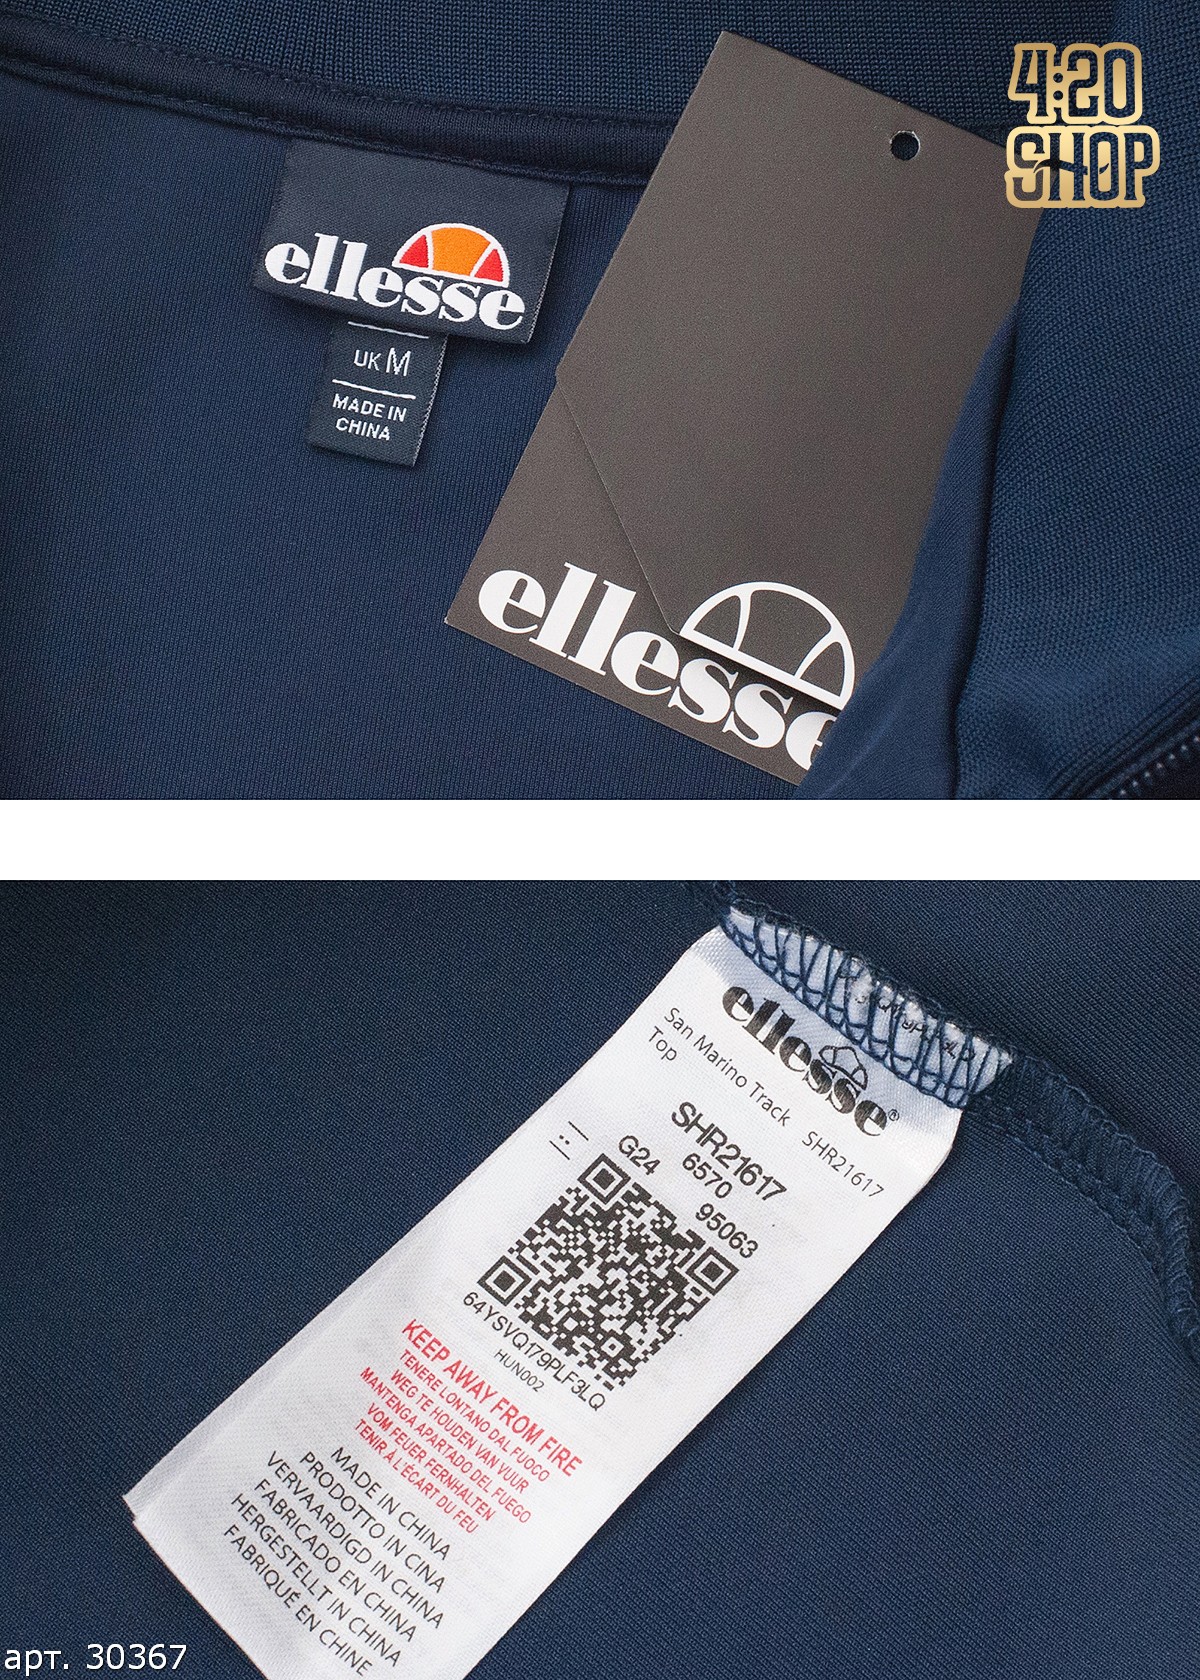 4:20
SHOP
ellesse
UK M
MADE IN
CHINA
ellesse
ellesse®
San Marino Track SHR21617
Top
SHR21617
G24 6570 95063
64YSVQ179PLF3LQ
HUN002
KEEP AWAY FROM FIRE
TENERE LONTANO DAL FUOCO
WEG TE HOUDEN VAN VUUR
MANTENGA APARTADO DEL FUEGO
VOM FEUER FERNHALTEN
TENIR À L'ÉCART DU FEU
MADE IN CHINA
PRODOTTO IN CINA
VERVAARDIGD IN CHINA
FABRICADO EN CHINA
HERGESTELLT IN CHINA
FABRIQUÉ EN CHINE
арт. 30367